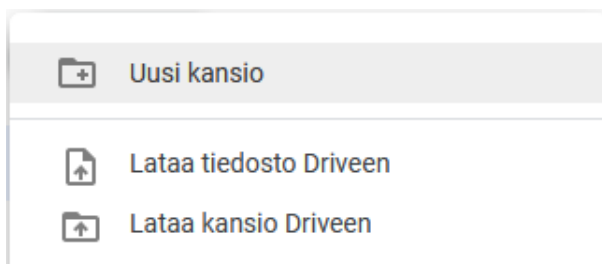 Uusi kansio
Lataa tiedosto Driveen
Lataa kansio Driveen